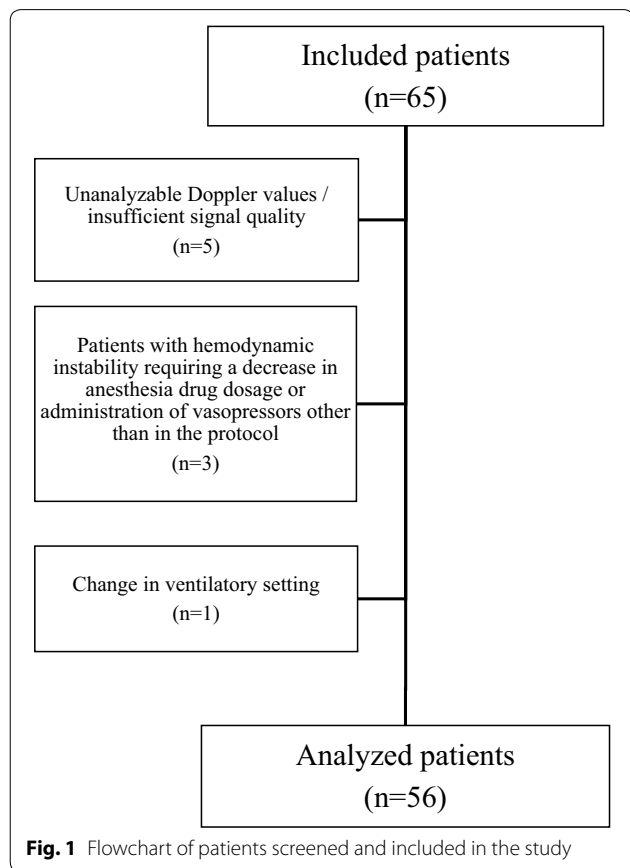 Included patients
(n=65)
Unanalyzable Doppler values /
insufficient signal quality
(n=5)
Patients with hemodynamic
instability requiring a decrease in
anesthesia drug dosage or
administration of vasopressors other
than in the protocol
(n=3)
Change in ventilatory setting
(n=1)
Analyzed patients
(n=56)
Fig. 1 Flowchart of patients screened and included in the study